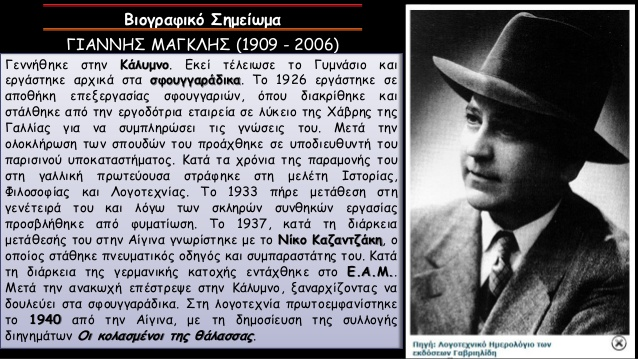 Βιογραφικό Σημείωμα
ΓΙΑΝΝΗΣ ΜΑΓΚΛΗΣ (1909 - 2006)
Γεννήθηκε στην Κάλυμνο. Εκεί τέλειωσε το Γυμνάσιο και
εργάστηκε αρχικά στα σφουγγαράδικα. Το 1926 εργάστηκε σε
αποθήκη επεξεργασίας σφουγγαριών, όπου διακρίθηκε και
στάλθηκε από την εργοδότρια εταιρεία σε λύκειο της Χάβρης της
Γαλλίας για να συμπληρώσει τις γνώσεις του. Μετά την
ολοκλήρωση των σπουδών του προάχθηκε σε υποδιευθυντή του
παρισινού υποκαταστήματος. Κατά τα χρόνια της παραμονής του
στη γαλλική πρωτεύουσα στράφηκε στη μελέτη Ιστορίας,
Φιλοσοφίας και Λογοτεχνίας. Το 1933 πήρε μετάθεση στη
γενέτειρά του και λόγω των σκληρών συνθηκών εργασίας
προσβλήθηκε από φυματίωση. Το 1937, κατά τη διάρκεια
μετάθεσής του στην Αίγινα γνωρίστηκε με το Νίκο Καζαντζάκη, ο
οποίος στάθηκε πνευματικός οδηγός και συμπαραστάτης του. Κατά
τη διάρκεια της γερμανικής κατοχής εντάχθηκε στο Ε.Α.Μ..
Μετά την ανακωχή επέστρεψε στην Κάλυμνο, ξαναρχίζοντας να
δουλεύει στα σφουγγαράδικα. Στη λογοτεχνία πρωτοεμφανίστηκε
το 1940 από την Αίγινα, με τη δημοσίευση της συλλογής
διηγημάτων Οι κολασμένοι της θάλασσας.
Πηγή: Λογοτεχνικό Ημερολόγιο των
εκδόσεων Γαβριηλίδη